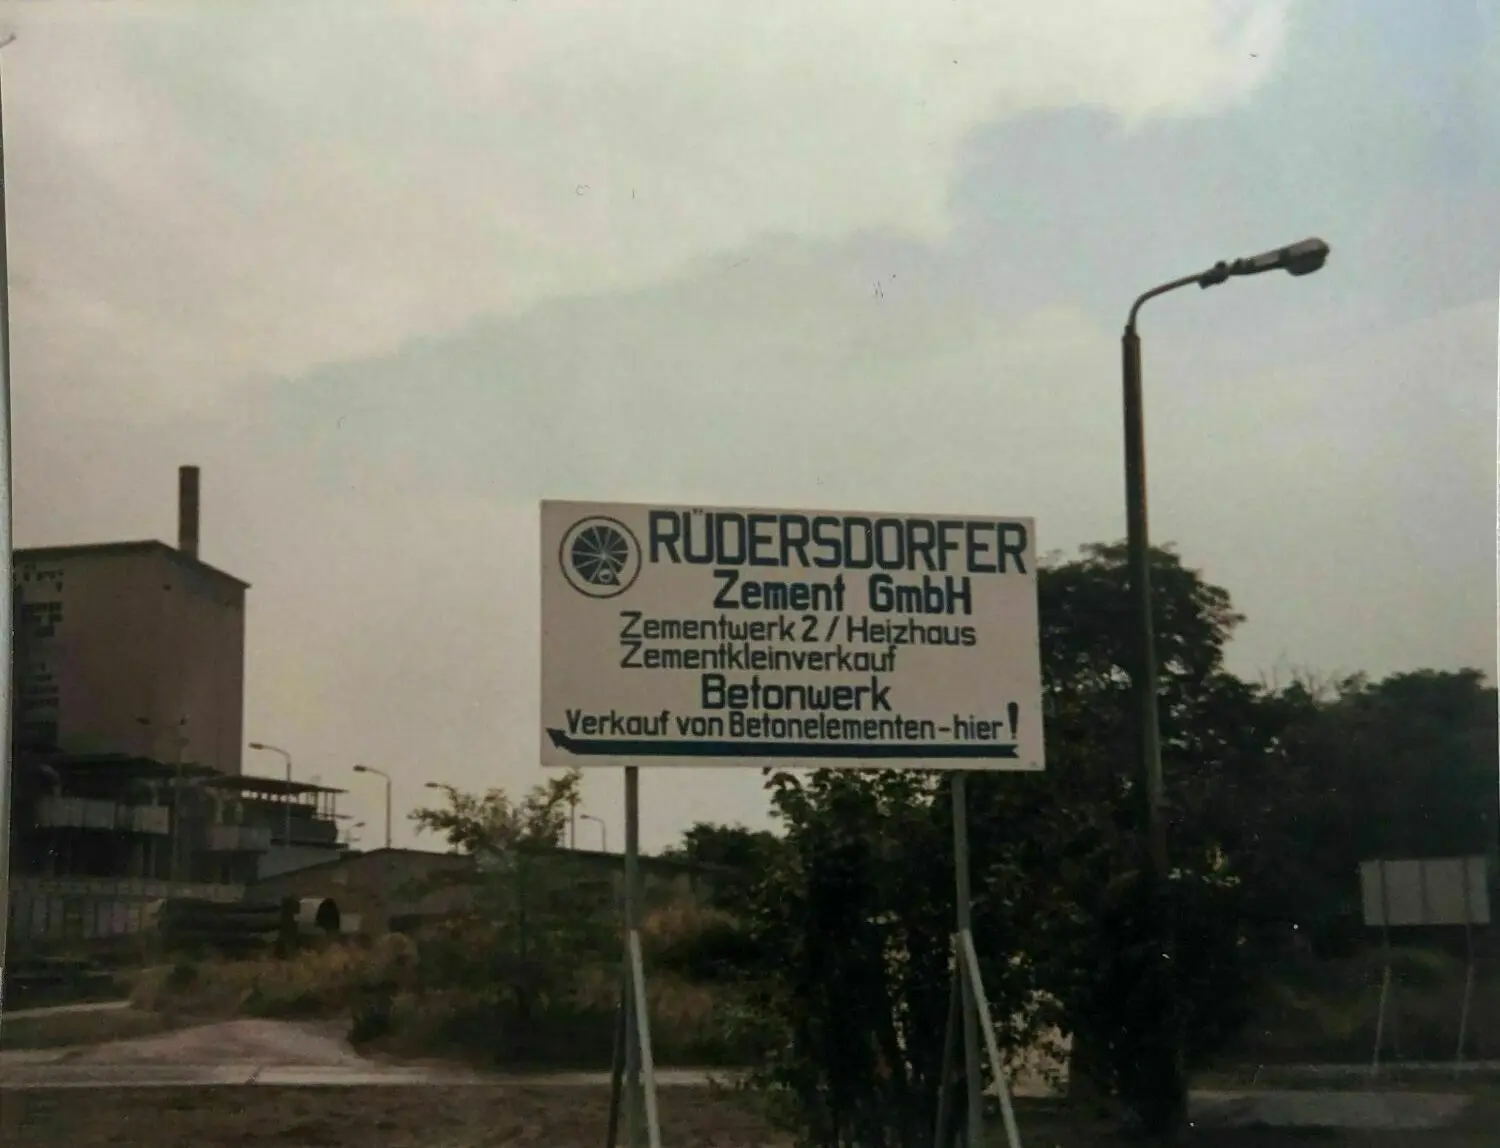 RÜDERSDORFER
Zement GmbH
Zementwerk 2 / Heizhaus
Zementkleinverkauf
Betonwerk
Verkauf von Betonelementen-hier!